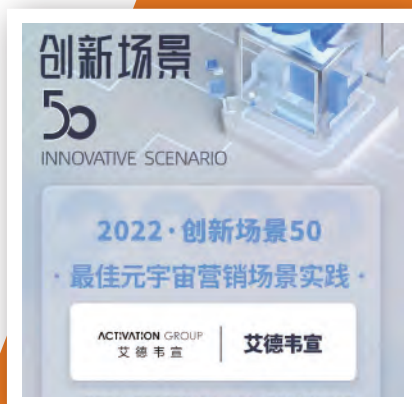 创新场景
50
INNOVATIVE SCENARIO
2022·创新场景50
·最佳元宇宙营销场景实践·
ACTIVATION GROUP
艾德韦宣
艾德韦宣